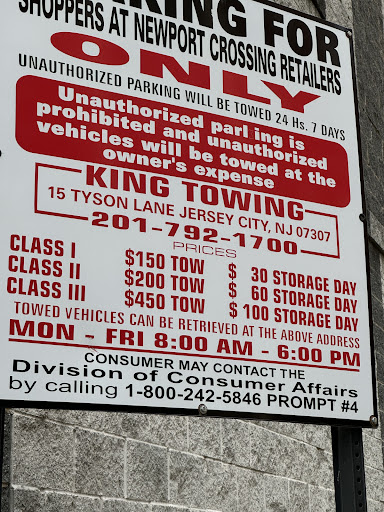 KING FOR
SHOPPERS AT NEWPORT CROSSING RETAILERS
ONLY
UNAUTHORIZED PARKING WILL BE TOWED 24 Hs. 7 DAYS
Unauthorized parl ing is
prohibited and unauthorized
vehicles will be towed at the
owner's expense
KING TOWING
15 TYSON LANE JERSEY CITY, NJ 07307
201-792-1700
PRICES
CLASS I $150 TOW $ 30 STORAGE DAY
CLASS II $200 TOW $ 60 STORAGE DAY
CLASS III $450 TOW $ 100 STORAGE DAY
TOWED VEHICLES CAN BE RETRIEVED AT THE ABOVE ADDRESS
MON - FRI 8:00 AM - 6:00 PM
CONSUMER MAY CONTACT THE
Division of Consumer Affairs
by calling 1-800-242-5846 PROMPT #4